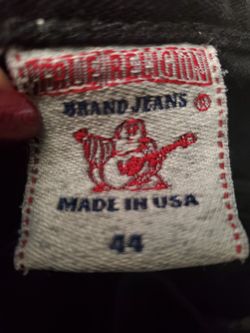 TRUE RELIGION
BRAND JEANS ®
MADE IN USA
44